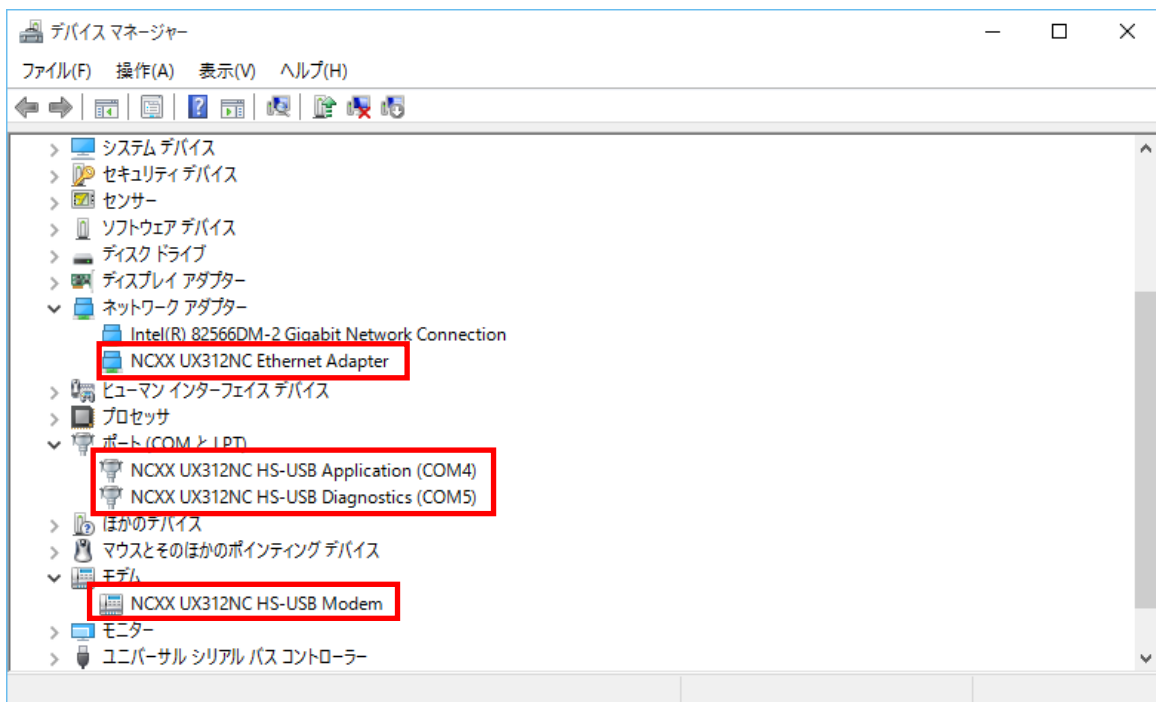 デバイス マネージャー
ファイル(F) 操作(A) 表示(V) ヘルプ(H)
システム デバイス
セキュリティ デバイス
センサー
ソフトウェア デバイス
ディスク ドライブ
ディスプレイ アダプター
ネットワーク アダプター
Intel(R) 82566DM-2 Gigabit Network Connection
NCXX UX312NC Ethernet Adapter
ヒューマン インターフェイス デバイス
プロセッサ
ポート (COM と LPT)
NCXX UX312NC HS-USB Application (COM4)
NCXX UX312NC HS-USB Diagnostics (COM5)
ほかのデバイス
マウスとそのほかのポインティング デバイス
モデム
NCXX UX312NC HS-USB Modem
モニター
ユニバーサル シリアル バス コントローラー